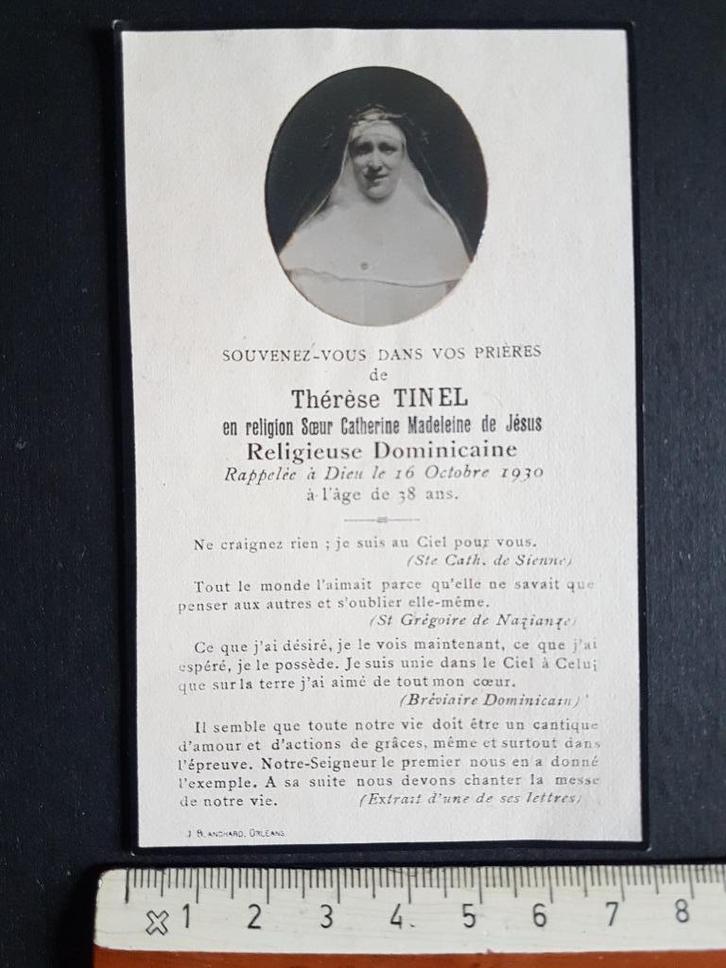 SOUVENEZ-VOUS DANS VOS PRIÈRES
de
Thérèse TINEL
en religion Sœur Catherine Madeleine de Jésus
Religieuse Dominicaine
Rappelée à Dieu le 16 Octobre 1930
à l'âge de 38 ans.
Ne craignez rien ; je suis au Ciel pour vous.
(Ste Cath. de Sienne)
Tout le monde l'aimait parce qu'elle ne savait que
penser aux autres et s'oublier elle-même.
(St Grégoire de Nazianze)
Ce que j'ai désiré, je le vois maintenant, ce que j'ai
espéré, je le possède. Je suis unie dans le Ciel à Celui
que sur la terre j'ai aimé de tout mon cœur.
(Bréviaire Dominicain)
Il semble que toute notre vie doit être un cantique
d'amour et d'actions de grâces, même et surtout dans
l'épreuve. Notre-Seigneur le premier nous en a donné
l'exemple. A sa suite nous devons chanter la messe
de notre vie. (Extrait d'une de ses lettres)
J. BLANCHARD, ORLÉANS
1 2 3 4 5 6 7 8